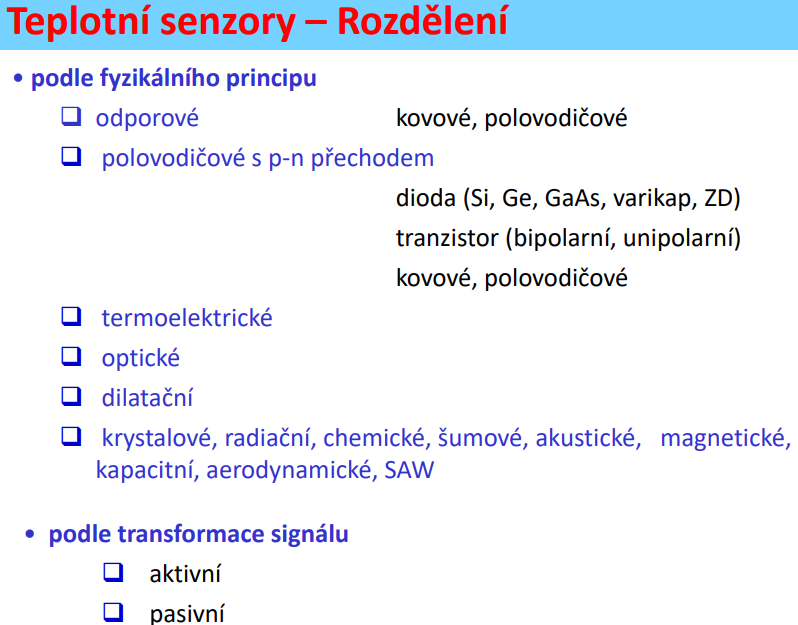 Teplotní senzory – Rozdělení
• podle fyzikálního principu
❑ odporové kovové, polovodičové
❑ polovodičové s p-n přechodem
dioda (Si, Ge, GaAs, varikap, ZD)
tranzistor (bipolarní, unipolarní)
kovové, polovodičové
❑ termoelektrické
❑ optické
❑ dilatační
❑ krystalové, radiační, chemické, šumové, akustické, magnetické,
kapacitní, aerodynamické, SAW
• podle transformace signálu
❑ aktivní
❑ pasivní